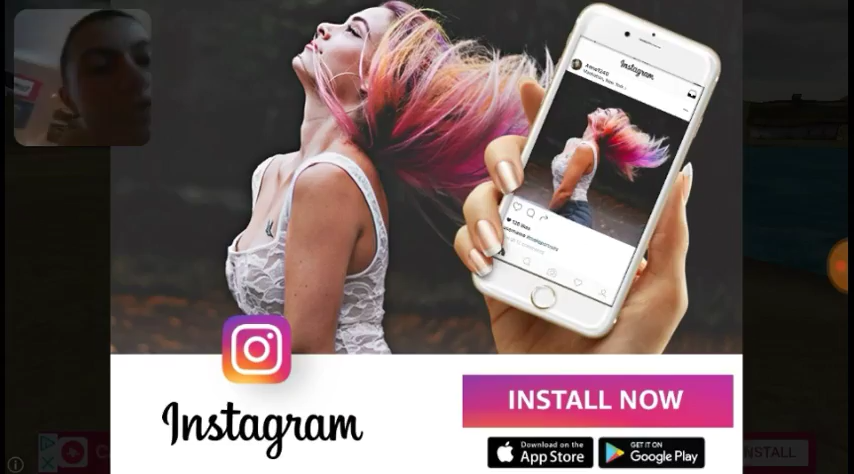 Instagram
Instagram
INSTALL NOW
Download on the
App Store
GET IT ON
Google Play
INSTALL